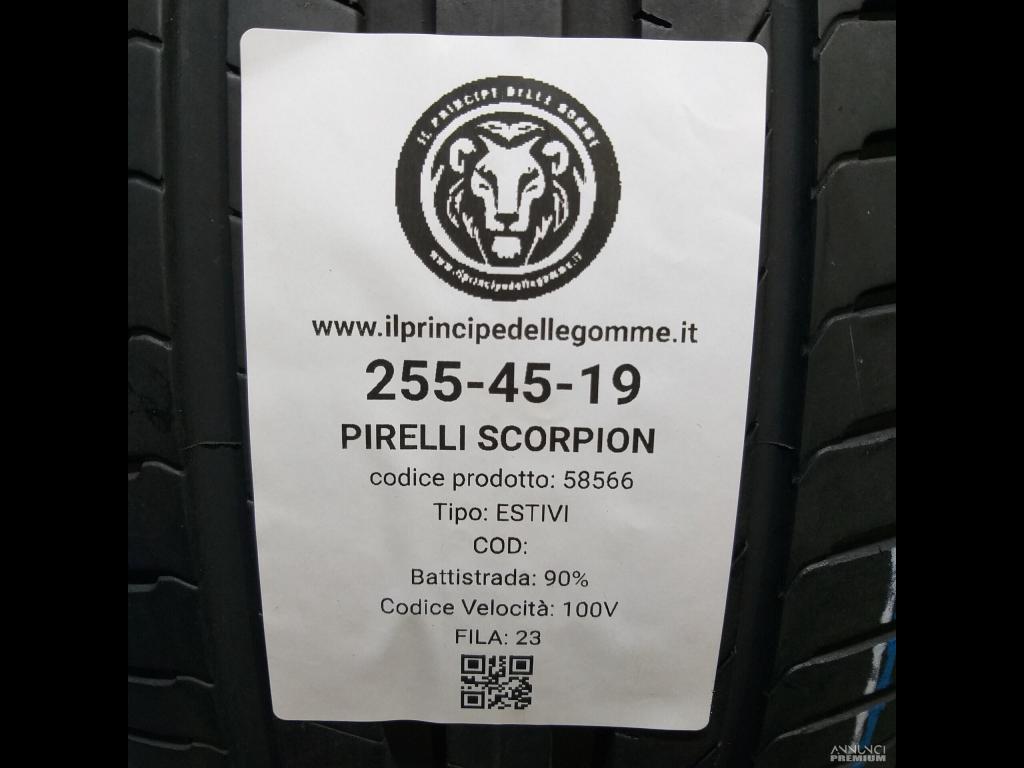 IL PRINCIPE DELLE GOMME
www.ilprincipedellegomme.it
www.ilprincipedellegomme.it
255-45-19
PIRELLI SCORPION
codice prodotto: 58566
Tipo: ESTIVI
COD:
Battistrada: 90%
Codice Velocità: 100V
FILA: 23
ANNUNCI
PREMIUM